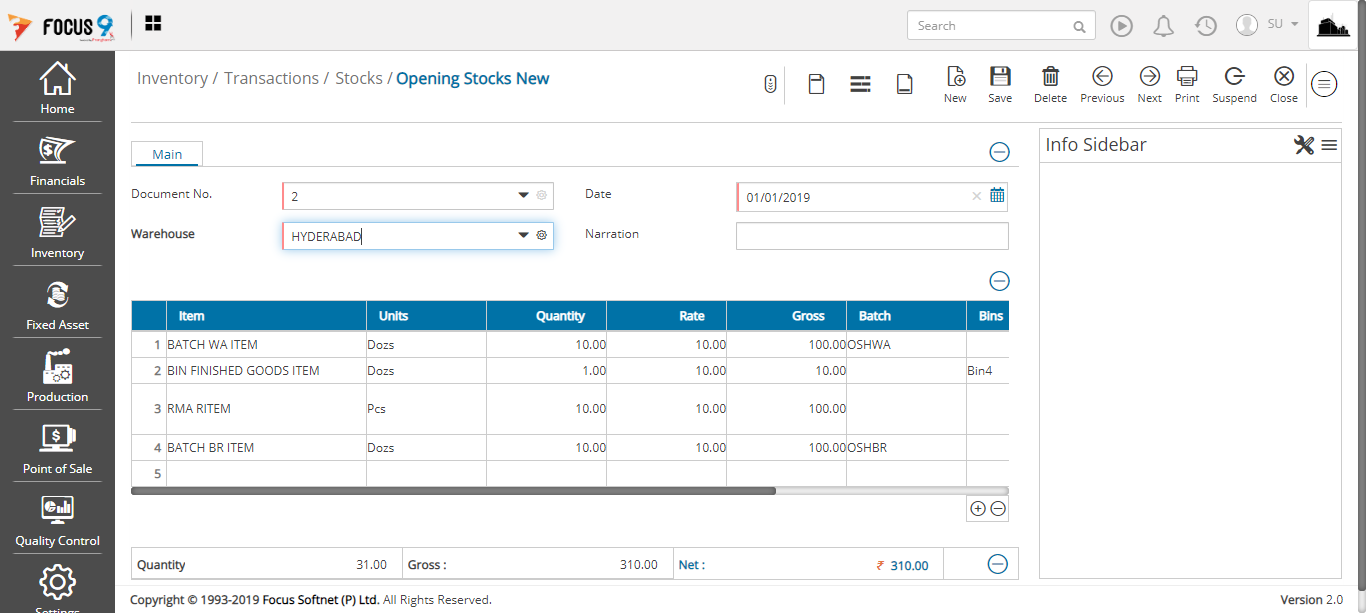 FOCUS 9
Search
SU
Home
Financials
Inventory
Fixed Asset
Production
Point of Sale
Quality Control
Settings
Inventory / Transactions / Stocks / Opening Stocks New
New Save Delete Previous Next Print Suspend Close
Main
Document No. 2 Date 01/01/2019
Warehouse HYDERABAD Narration
Item Units Quantity Rate Gross Batch Bins
1 BATCH WA ITEM Dozs 10.00 10.00 100.00 OSHWA
2 BIN FINISHED GOODS ITEM Dozs 1.00 10.00 10.00 Bin4
3 RMA RITEM Pcs 10.00 10.00 100.00
4 BATCH BR ITEM Dozs 10.00 10.00 100.00 OSHBR
5
Quantity 31.00 Gross : 310.00 Net : ₹ 310.00
Info Sidebar
Copyright © 1993-2019 Focus Softnet (P) Ltd. All Rights Reserved.
Version 2.0